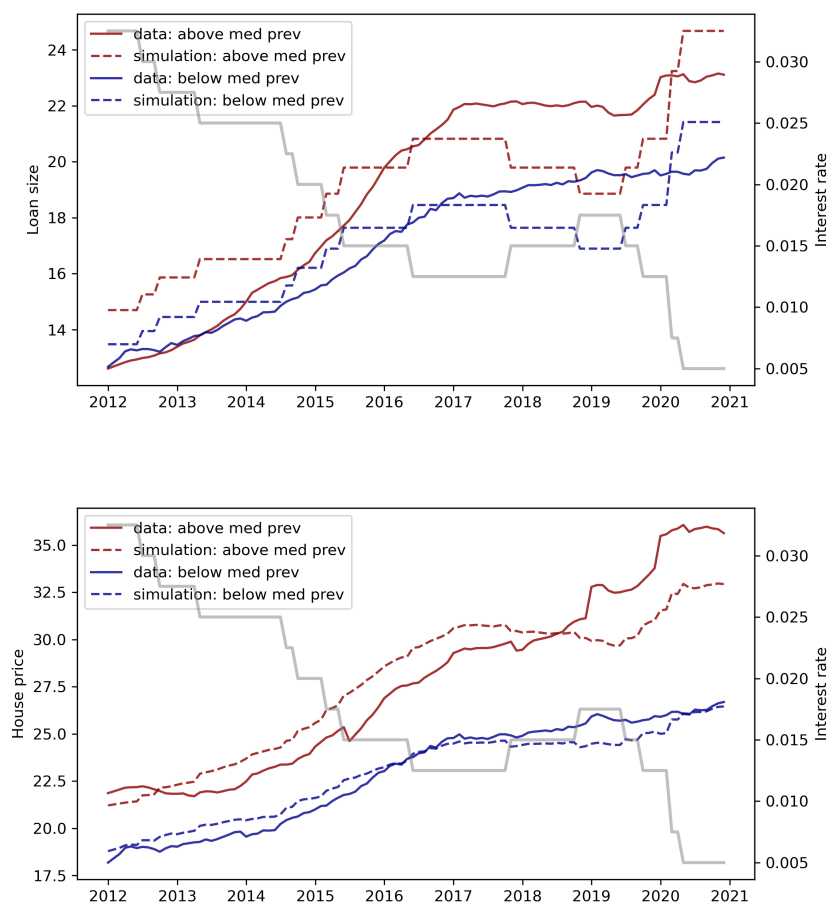 data: above med prev
simulation: above med prev
data: below med prev
simulation: below med prev
24
22
20
18
16
14
Loan size
0.030
0.025
0.020
0.015
0.010
0.005
Interest rate
2012 2013 2014 2015 2016 2017 2018 2019 2020 2021
data: above med prev
simulation: above med prev
data: below med prev
simulation: below med prev
35.0
32.5
30.0
27.5
25.0
22.5
20.0
17.5
House price
0.030
0.025
0.020
0.015
0.010
0.005
Interest rate
2012 2013 2014 2015 2016 2017 2018 2019 2020 2021